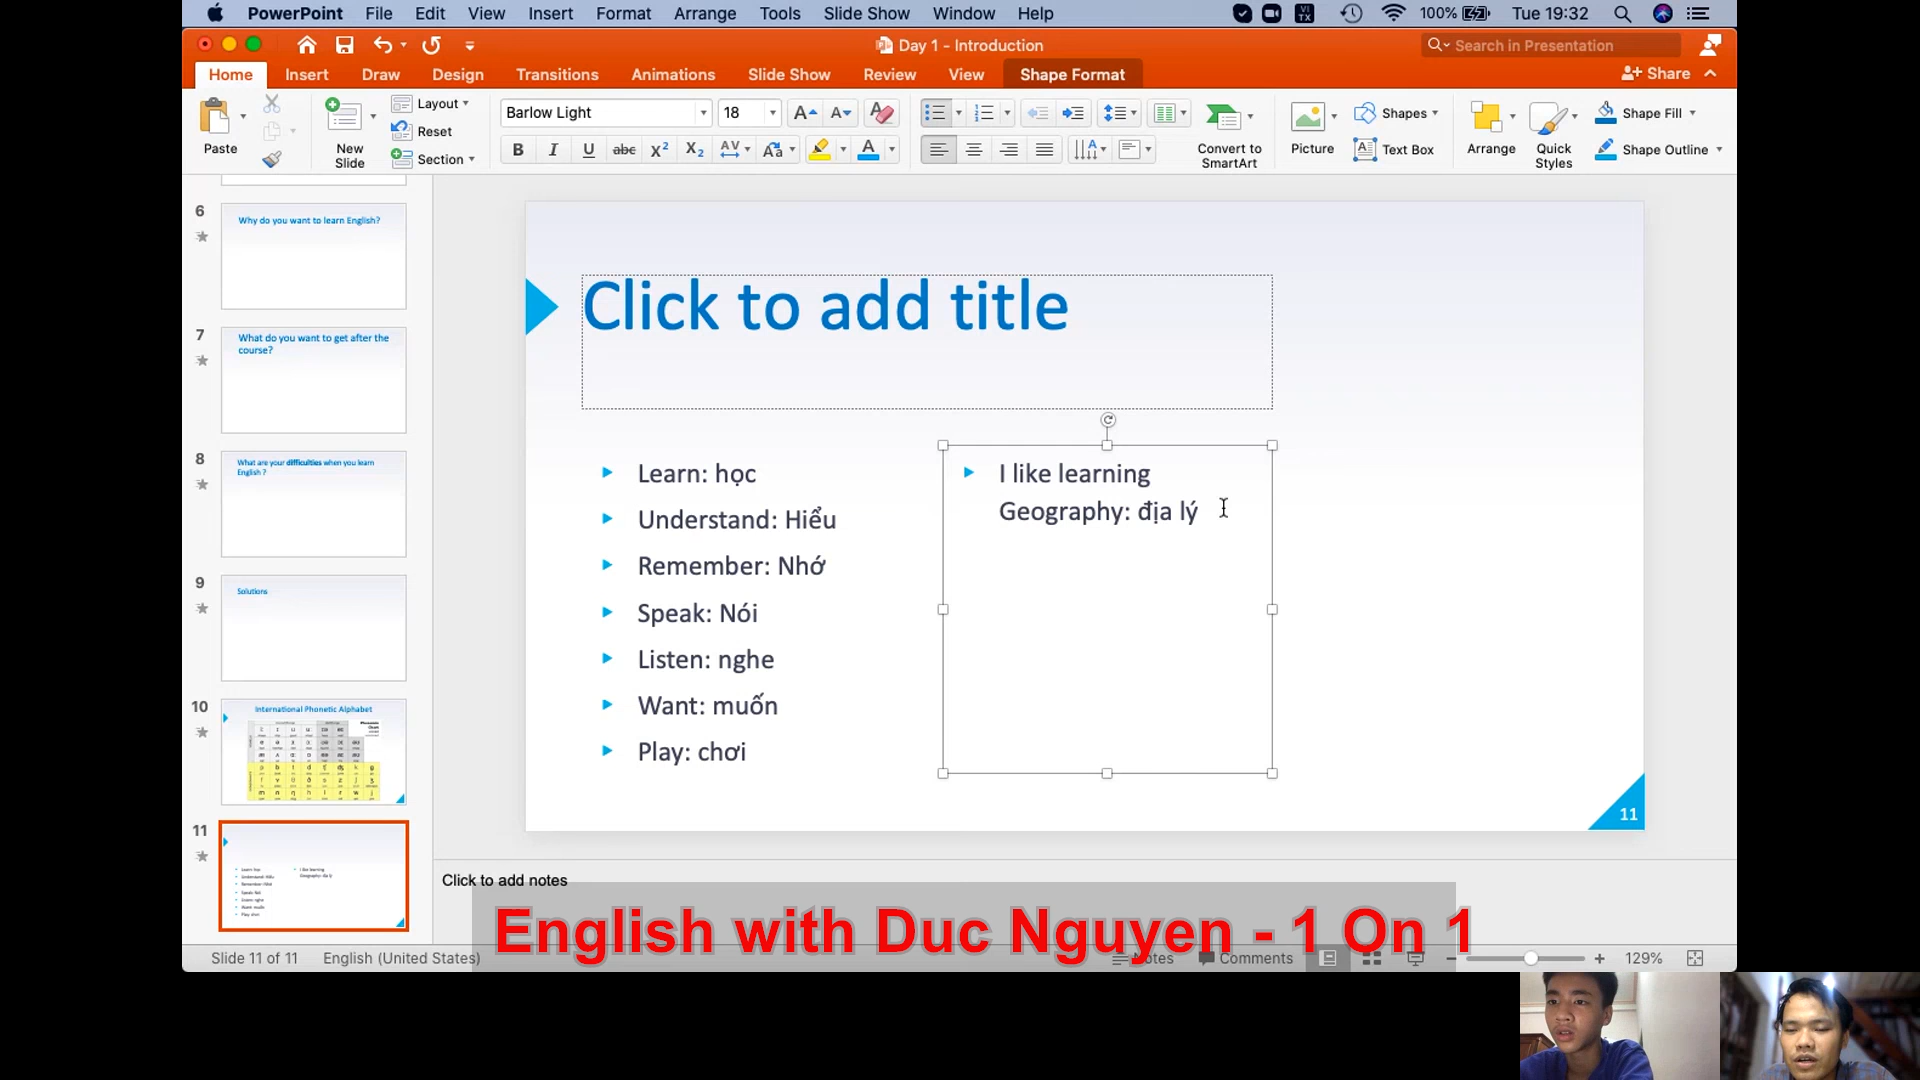 PowerPoint File Edit View Insert Format Arrange Tools Slide Show Window Help VI TX 100% Tue 19:32
Day 1 - Introduction
Search in Presentation
Home Insert Draw Design Transitions Animations Slide Show Review View Shape Format Share
Paste New Slide Layout Reset Section
Barlow Light 18
Convert to SmartArt Picture Shapes Text Box Arrange Quick Styles Shape Fill Shape Outline
6
Why do you want to learn English?
7
What do you want to get after the course?
8
What are your difficulties when you learn English ?
9
Solutions
10
International Phonetic Alphabet
11
Click to add title
Learn: học
Understand: Hiểu
Remember: Nhớ
Speak: Nói
Listen: nghe
Want: muốn
Play: chơi
I like learning
Geography: địa lý
11
Click to add notes
English with Duc Nguyen - 1 On 1
Slide 11 of 11 English (United States) Notes Comments 129%